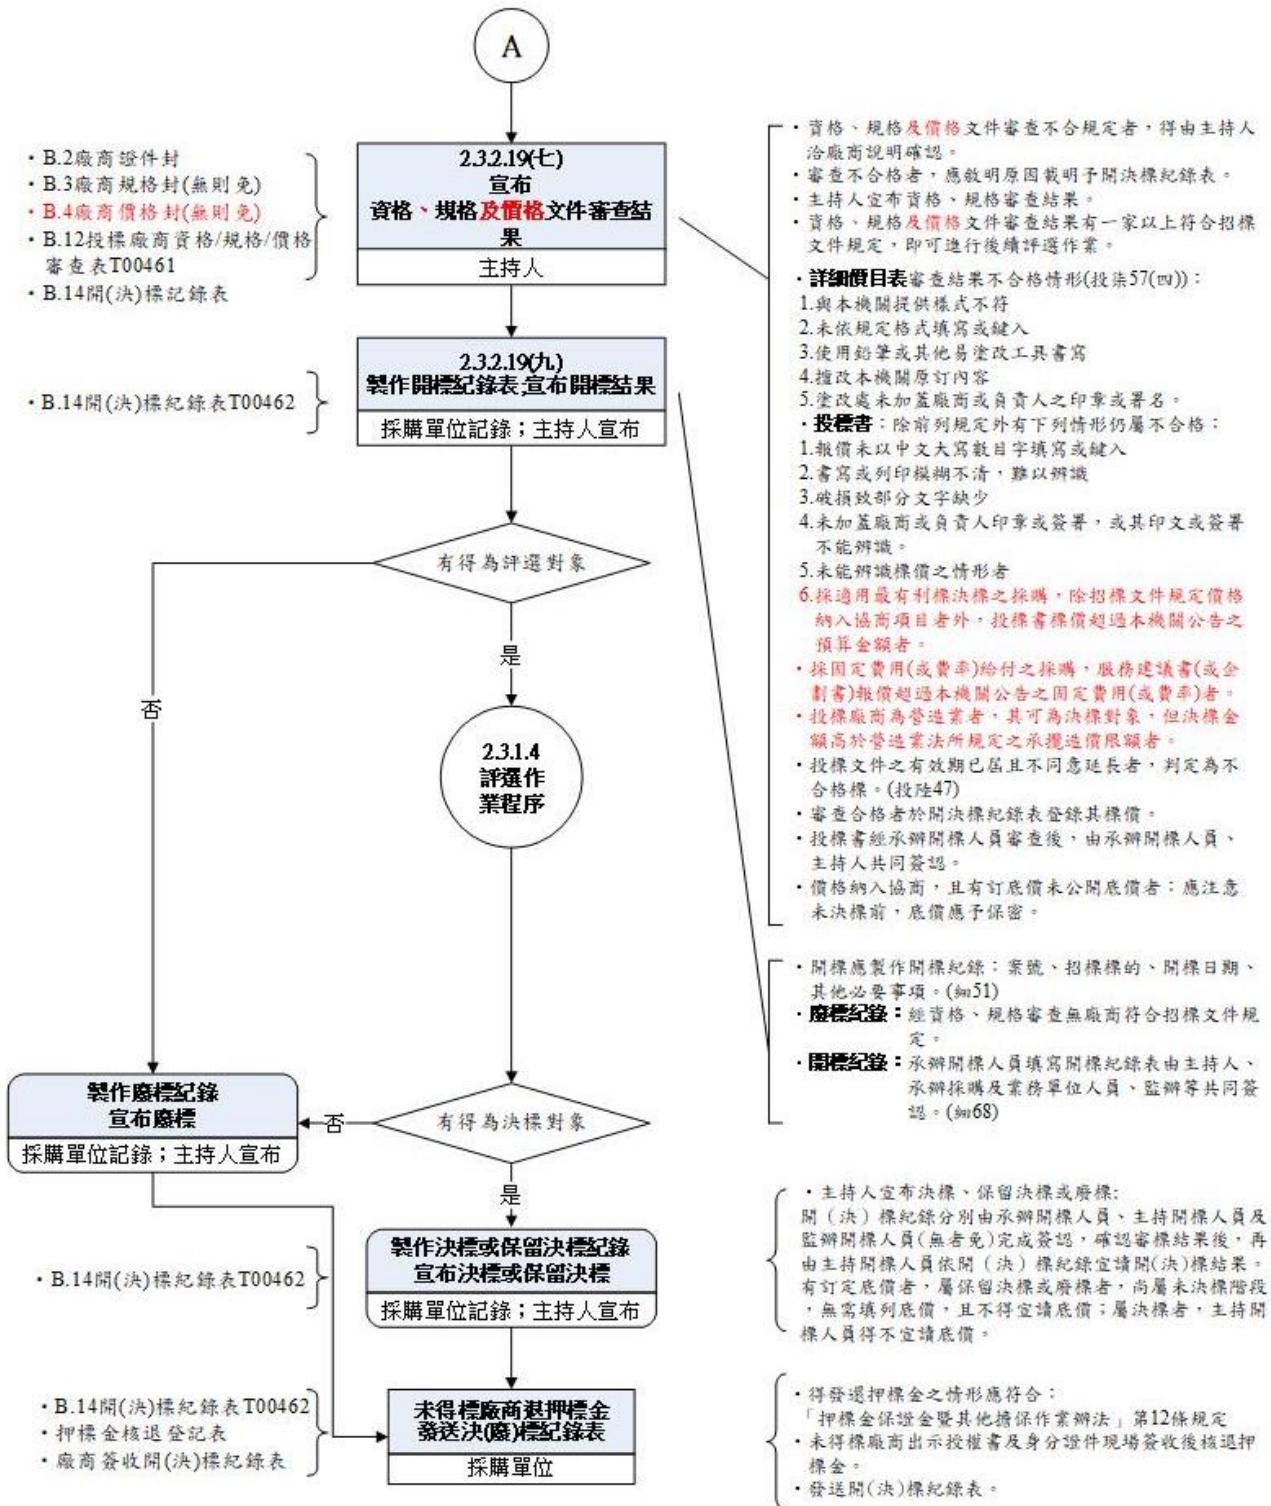 A
・B.2廠商證件封
・B.3廠商規格封(無則免)
・B.4廠商價格封(無則免)
・B.12投標廠商資格/規格/價格
審查表T00461
・B.14開(決)標記錄表
2.3.2.19(七)
宣布
資格、規格及價格文件審查結
果
主持人
・資格、規格及價格文件審查不合規定者，得由主持人
洽廠商說明確認。
・審查不合格者，應敘明原因載明予開決標紀錄表。
・主持人宣布資格、規格審查結果。
・資格、規格及價格文件審查結果有一家以上符合招標
文件規定，即可進行後續評選作業。
・詳細價目表審查結果不合格情形(投柒57(四))：
1.與本機關提供樣式不符
2.未依規定格式填寫或鍵入
3.使用鉛筆或其他易塗改工具書寫
4.擅改本機關原訂內容
5.塗改處未加蓋廠商或負責人之印章或署名。
・投標書：除前列規定外有下列情形仍屬不合格：
1.報價未以中文大寫數目字填寫或鍵入
2.書寫或列印模糊不清，難以辨識
3.破損致部分文字缺少
4.未加蓋廠商或負責人印章或簽署，或其印文或簽署
不能辨識。
5.未能辨識標價之情形者
6.採適用最有利標決標之採購，除招標文件規定價格
納入協商項目者外，投標書標價超過本機關公告之
預算金額者。
・採固定費用(或費率)給付之採購，服務建議書(或企
劃書)報價超過本機關公告之固定費用(或費率)者。
・投標廠商為營造業者，其可為決標對象，但決標金
額高於營造業法所規定之承攬造價限額者。
・投標文件之有效期已屆且不同意延長者，判定為不
合格標。(投陸47)
・審查合格者於開決標紀錄表登錄其標價。
・投標書經承辦開標人員審查後，由承辦開標人員、
主持人共同簽認。
・價格納入協商，且有訂底價未公開底價者：應注意
未決標前，底價應予保密。
・B.14開(決)標紀錄表T00462
2.3.2.19(九)
製作開標紀錄表,宣布開標結果
採購單位記錄；主持人宣布
・開標應製作開標紀錄：案號、招標標的、開標日期、
其他必要事項。(細51)
・廢標紀錄：經資格、規格審查無廠商符合招標文件規
定。
・開標紀錄：承辦開標人員填寫開標紀錄表由主持人、
承辦採購及業務單位人員、監辦等共同簽
認。(細68)
有得為評選對象
是
否
2.3.1.4
評選作
業程序
製作廢標紀錄
宣布廢標
採購單位記錄；主持人宣布
否
有得為決標對象
是
・B.14開(決)標紀錄表T00462
製作決標或保留決標紀錄
宣布決標或保留決標
採購單位記錄；主持人宣布
・主持人宣布決標、保留決標或廢標:
開（決）標紀錄分別由承辦開標人員、主持開標人員及
監辦開標人員(無者免)完成簽認，確認審標結果後，再
由主持開標人員依開（決）標紀錄宣讀開(決)標結果。
有訂定底價者，屬保留決標或廢標者，尚屬未決標階段
，無需填列底價，且不得宣讀底價；屬決標者，主持開
標人員得不宣讀底價。
・B.14開(決)標紀錄表T00462
・押標金核退登記表
・廠商簽收開(決)標紀錄表
未得標廠商退押標金
發送決(廢)標紀錄表
採購單位
・得發還押標金之情形應符合：
「押標金保證金暨其他擔保作業辦法」第12條規定
・未得標廠商出示授權書及身分證件現場簽收後核退押
標金。
・發送開(決)標紀錄表。